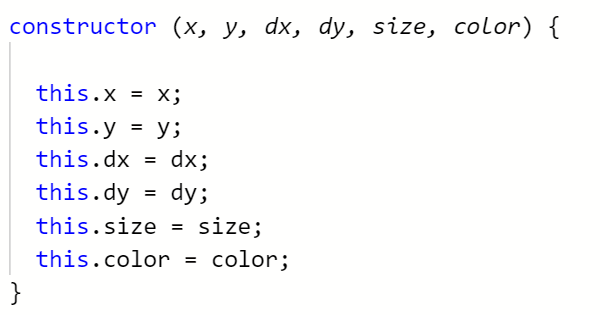 constructor (x, y, dx, dy, size, color) {
this.x = x;
this.y = y;
this.dx = dx;
this.dy = dy;
this.size = size;
this.color = color;
}